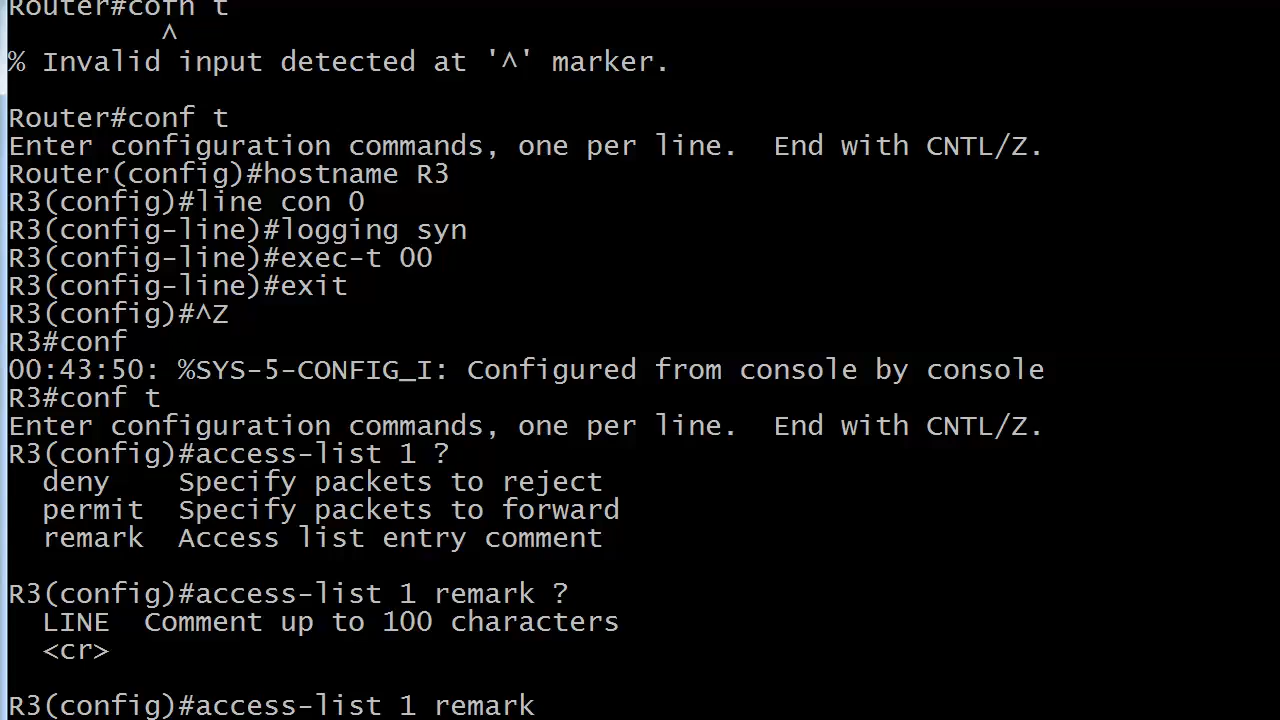 Router#cofn t
^
% Invalid input detected at '^' marker.
Router#conf t
Enter configuration commands, one per line.  End with CNTL/Z.
Router(config)#hostname R3
R3(config)#line con 0
R3(config-line)#logging syn
R3(config-line)#exec-t 00
R3(config-line)#exit
R3(config)#^Z
R3#conf
00:43:50: %SYS-5-CONFIG_I: Configured from console by console
R3#conf t
Enter configuration commands, one per line.  End with CNTL/Z.
R3(config)#access-list 1 ?
deny    Specify packets to reject
permit  Specify packets to forward
remark  Access list entry comment
R3(config)#access-list 1 remark ?
LINE  Comment up to 100 characters
<cr>
R3(config)#access-list 1 remark